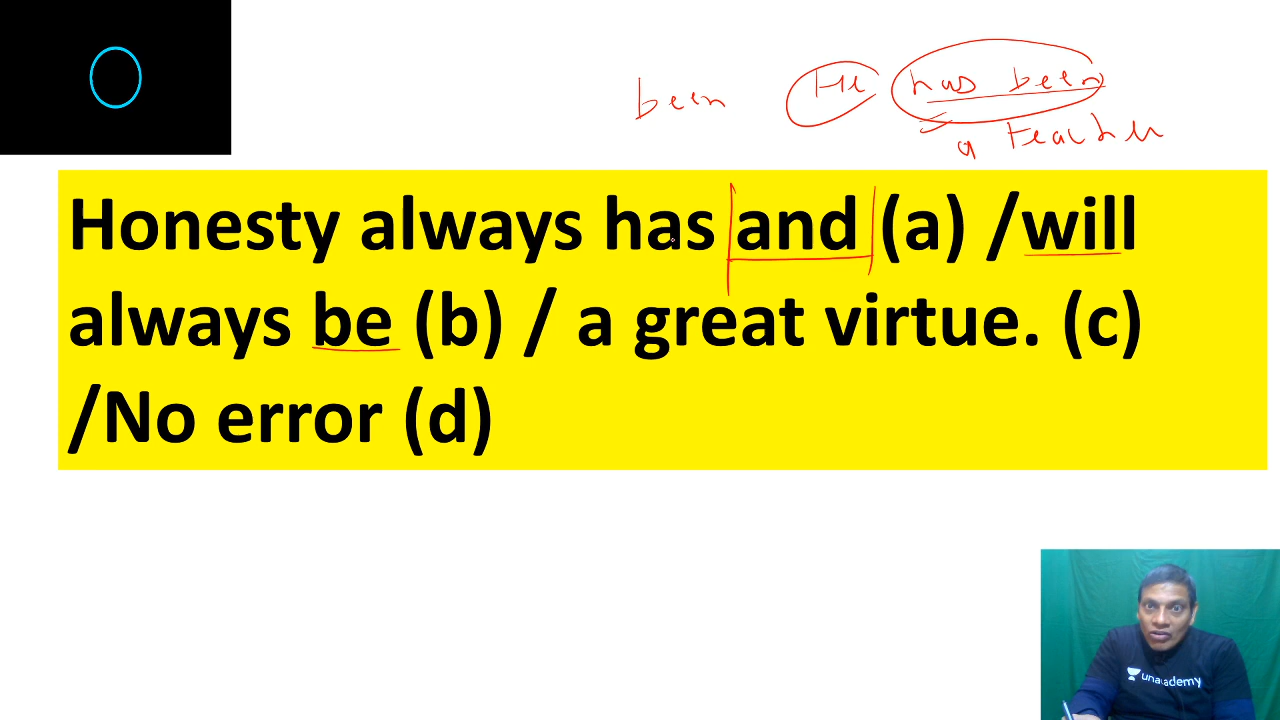 been He has been
a teacher
Honesty always has and (a) /will
always be (b) / a great virtue. (c)
/No error (d)
unacademy